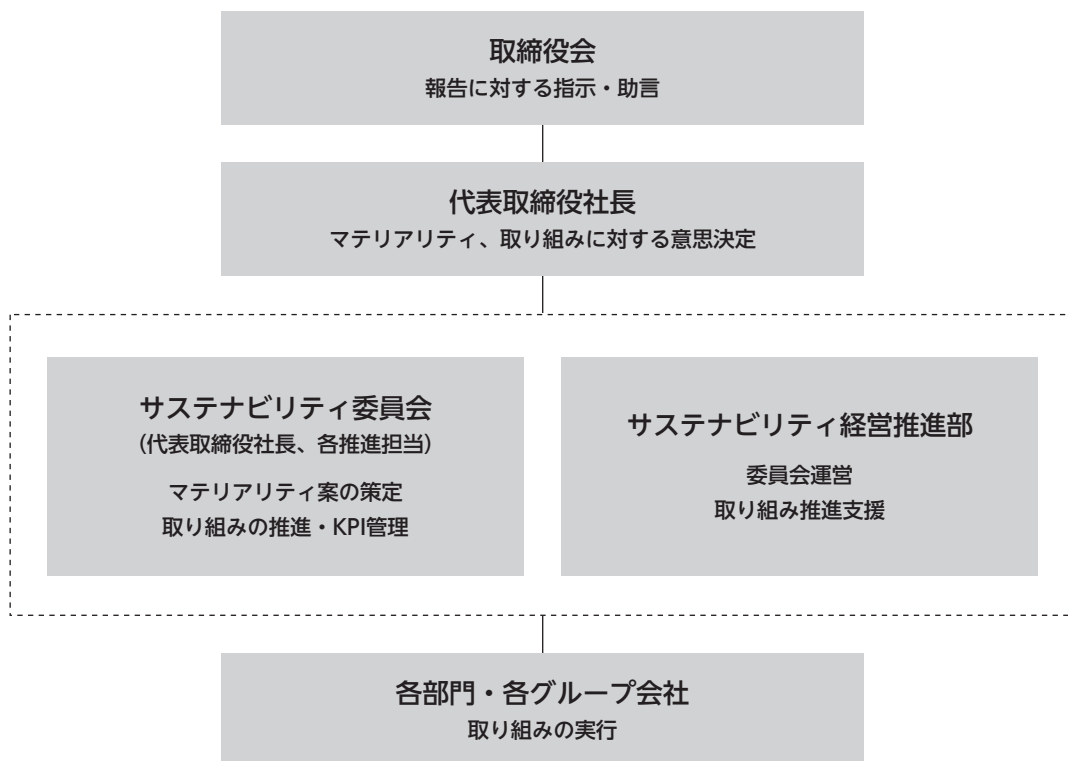 取締役会
報告に対する指示・助言
代表取締役社長
マテリアリティ、取り組みに対する意思決定
サステナビリティ委員会
(代表取締役社長、各推進担当)
マテリアリティ案の策定
取り組みの推進・KPI管理
サステナビリティ経営推進部
委員会運営
取り組み推進支援
各部門・各グループ会社
取り組みの実行